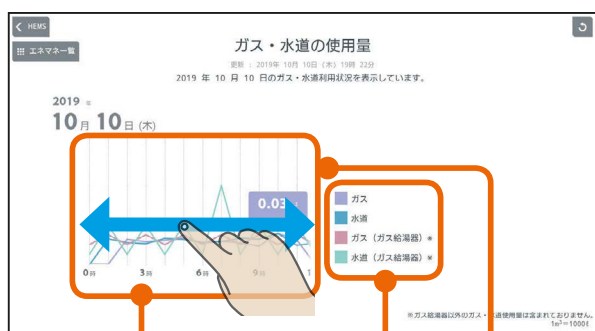 HEMS
エネマネ一覧
ガス・水道の使用量
更新 : 2019年 10月 10日 (木) 19時 22分
2019 年 10 月 10 日のガス・水道利用状況を表示しています。
2019 年
10月 10日 (木)
0.03
ガス
水道
ガス（ガス給湯器）※
水道（ガス給湯器）※
0時 3時 6時 9時 1
※ガス給湯器以外のガス・水道使用量は含まれておりません。
1m³=1000ℓ